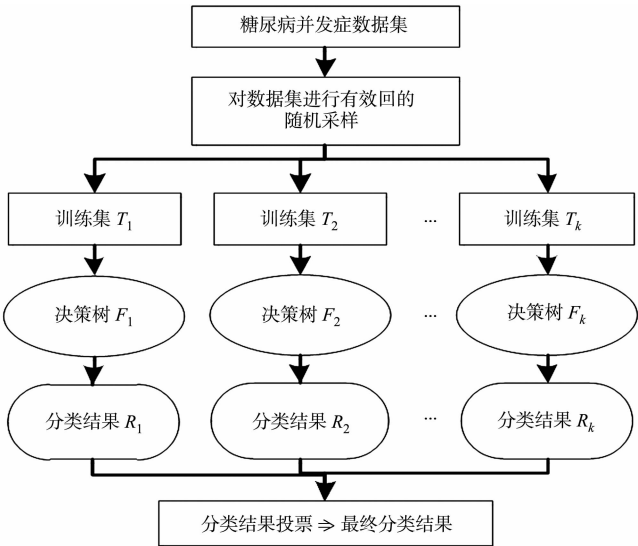 糖尿病并发症数据集
对数据集进行有效回的
随机采样
训练集 T1 训练集 T2 ... 训练集 Tk
决策树 F1 决策树 F2 ... 决策树 Fk
分类结果 R1 分类结果 R2 ... 分类结果 Rk
分类结果投票⇒最终分类结果